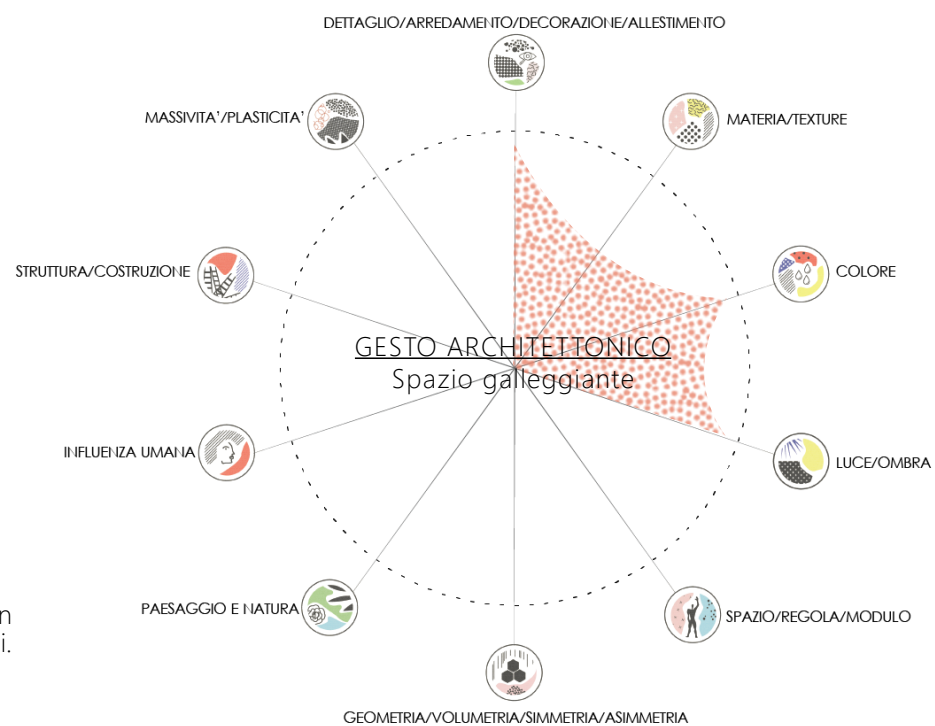 DETTAGLIO/ARREDAMENTO/DECORAZIONE/ALLESTIMENTO
MASSIVITA'/PLASTICITA'
MATERIA/TEXTURE
STRUTTURA/COSTRUZIONE
COLORE
GESTO ARCHITETTONICO
Spazio galleggiante
INFLUENZA UMANA
LUCE/OMBRA
PAESAGGIO E NATURA
SPAZIO/REGOLA/MODULO
n
i.
GEOMETRIA/VOLUMETRIA/SIMMETRIA/ASIMMETRIA